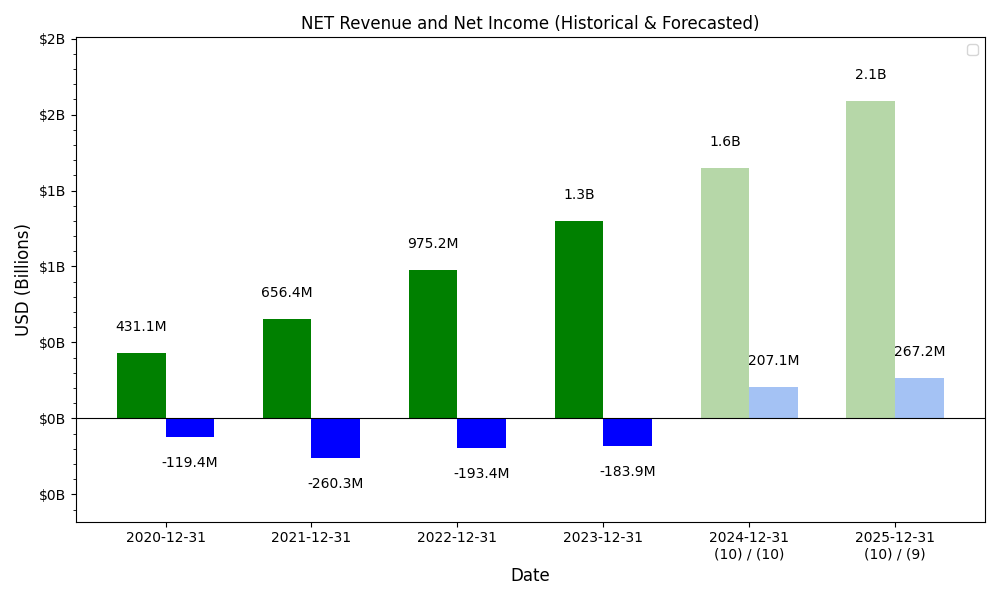 NET Revenue and Net Income (Historical & Forecasted)
$2B
$2B
$1B
$1B
$0B
$0B
$0B
USD (Billions)
431.1M
656.4M
975.2M
1.3B
1.6B
2.1B
-119.4M
-260.3M
-193.4M
-183.9M
207.1M
267.2M
2020-12-31
2021-12-31
2022-12-31
2023-12-31
2024-12-31
(10) / (10)
2025-12-31
(10) / (9)
Date